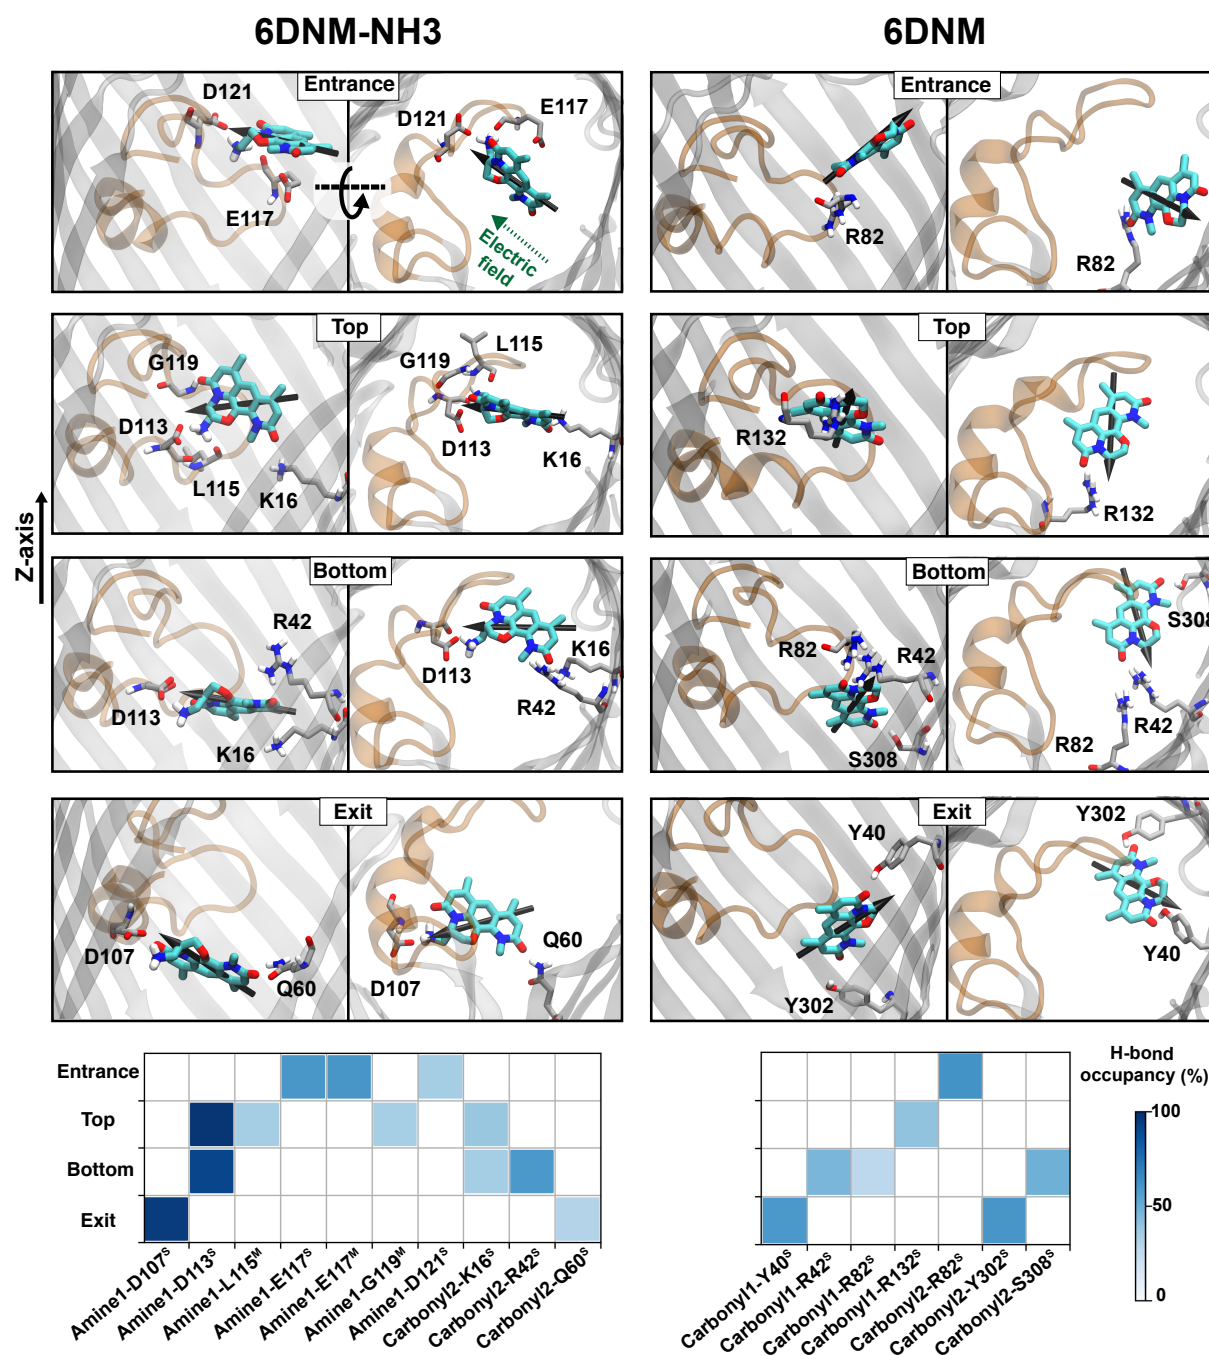 6DNM-NH3
6DNM
Entrance
D121
E117
D121
E117
Electric
field
Entrance
R82
R82
Top
G119
D113
L115
K16
L115
G119
D113
K16
Top
R132
R132
Z-axis
Bottom
R42
D113
K16
D113
K16
R42
Bottom
R82
R42
S308
S308
R42
R82
Exit
D107
Q60
D107
Q60
Exit
Y40
Y302
Y302
Y40
Entrance
Top
Bottom
Exit
Amine1-D107ˢ
Amine1-D113ˢ
Amine1-L115ᴹ
Amine1-E117ˢ
Amine1-E117ᴹ
Amine1-G119ᴹ
Amine1-D121ˢ
Carbonyl2-K16ˢ
Carbonyl2-R42ˢ
Carbonyl2-Q60ˢ
Carbonyl1-Y40ˢ
Carbonyl1-R42ˢ
Carbonyl1-R82ˢ
Carbonyl1-R132ˢ
Carbonyl2-R82ˢ
Carbonyl2-Y302ˢ
Carbonyl2-S308ˢ
H-bond
occupancy (%)
100
50
0